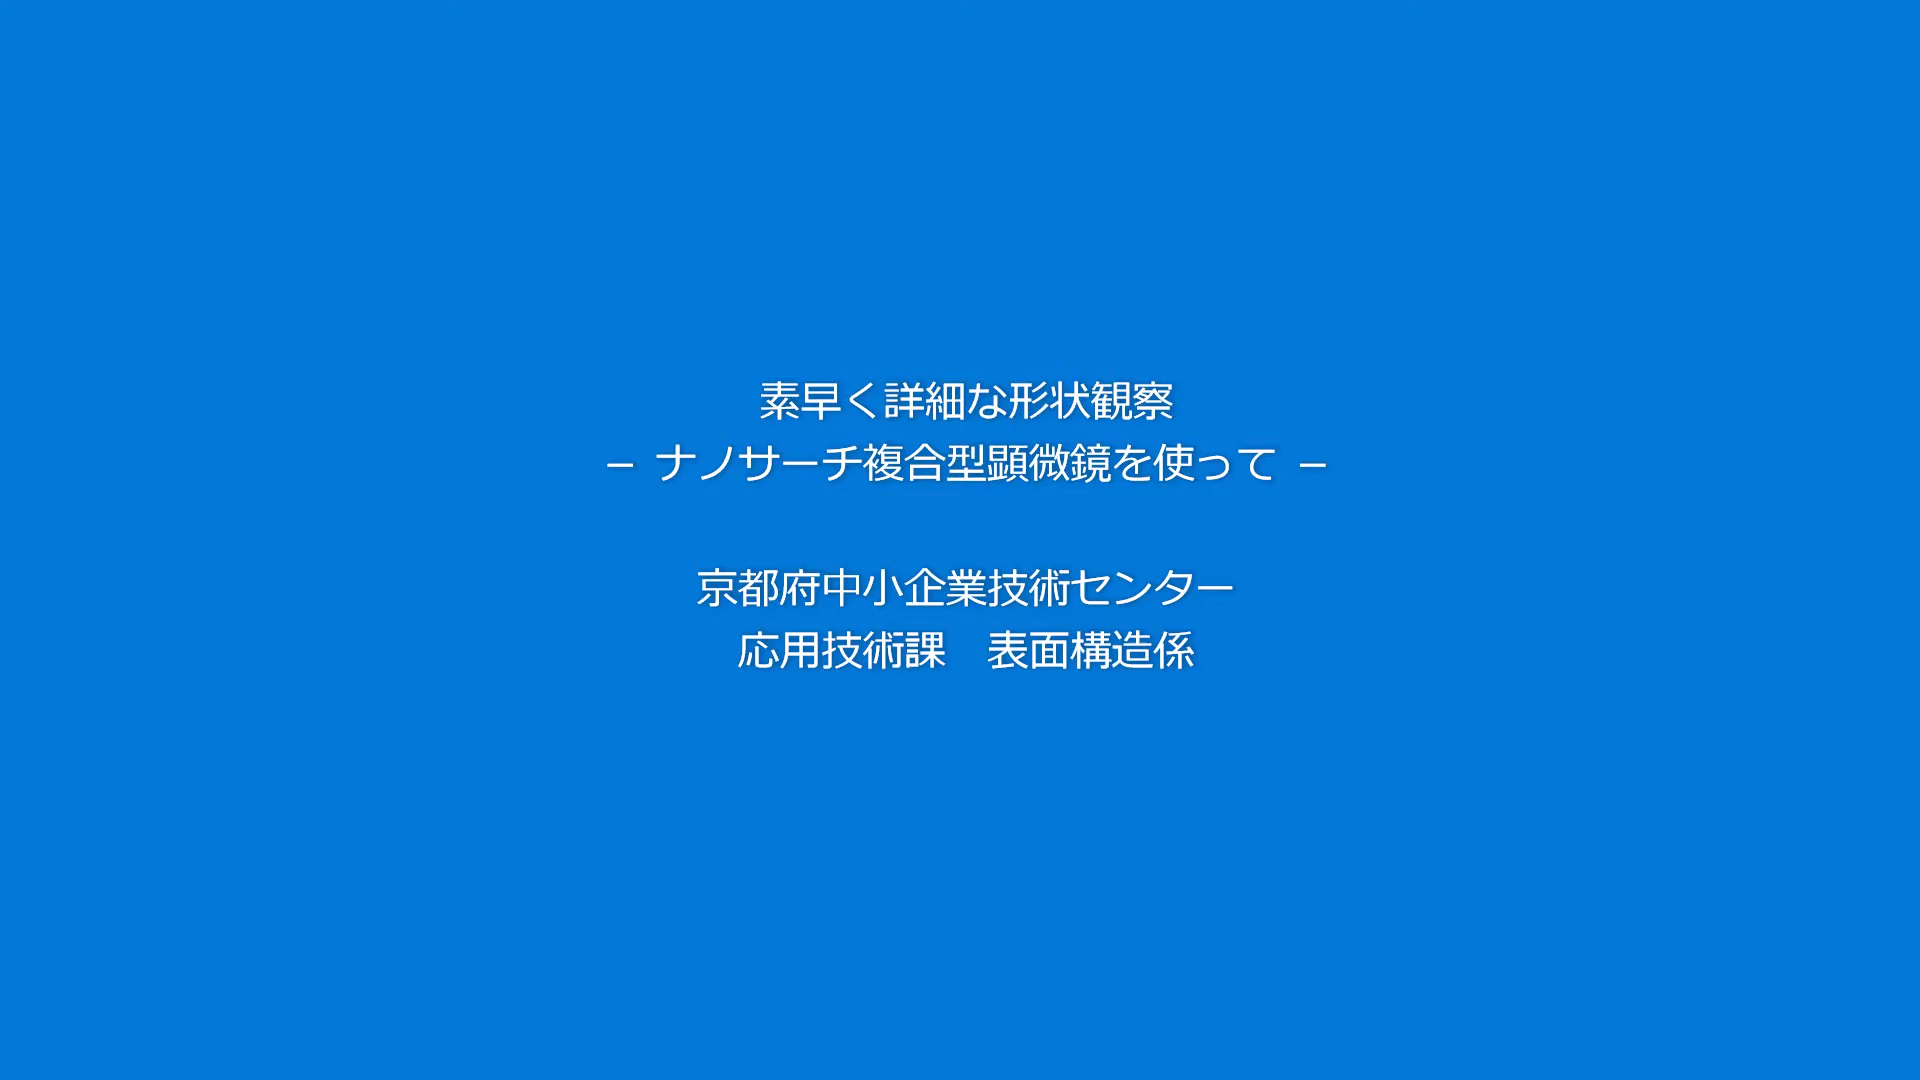 素早く詳細な形状観察
− ナノサーチ複合型顕微鏡を使って −
京都府中小企業技術センター
応用技術課　表面構造係